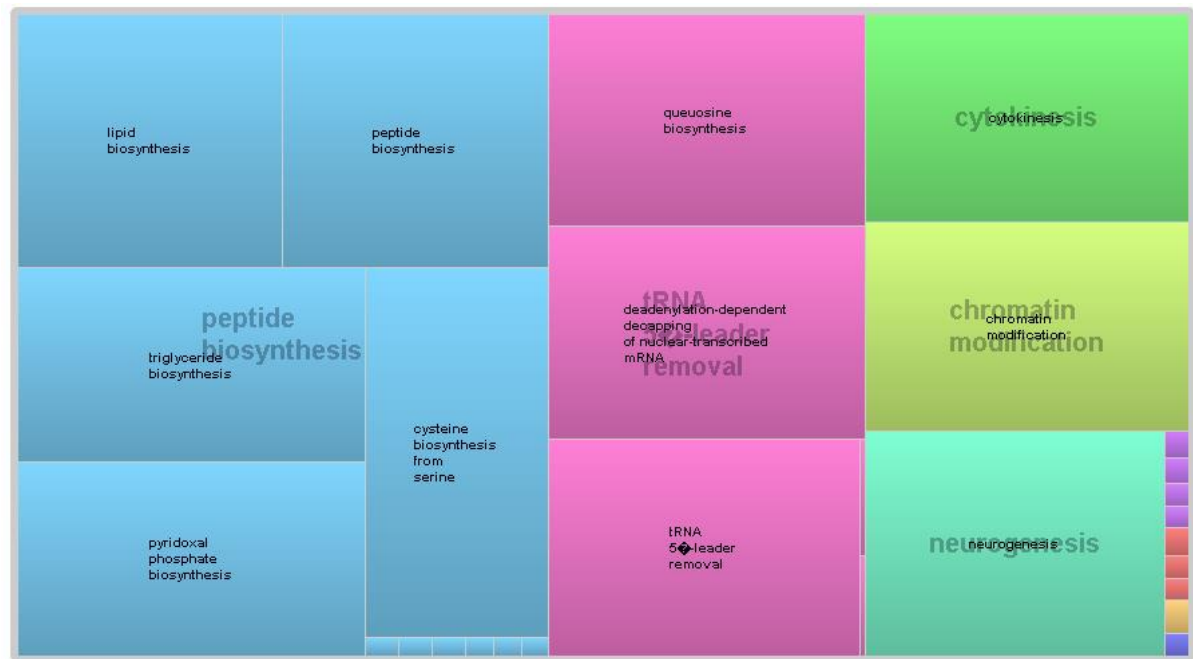 lipid
biosynthesis
peptide
biosynthesis
peptide
biosynthesis
triglyceride
biosynthesis
cysteine
biosynthesis
from
serine
pyridoxal
phosphate
biosynthesis
queuosine
biosynthesis
tRNA
5�-leader
removal
deadenylation-dependent
decapping
of nuclear-transcribed
mRNA
tRNA
5�-leader
removal
cytokinesis
cytokinesis
chromatin
modification
chromatin
modification
neurogenesis
neurogenesis